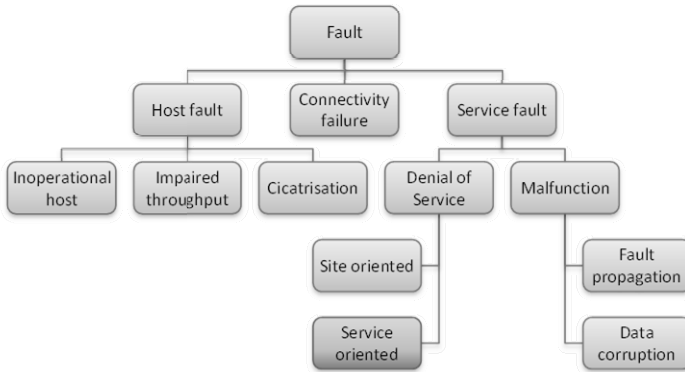 Fault
Host fault
Connectivity
failure
Service fault
Inoperational
host
Impaired
throughput
Cicatrisation
Denial of
Service
Malfunction
Site oriented
Fault
propagation
Service
oriented
Data
corruption